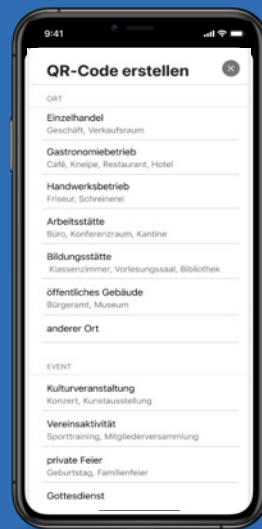 9:41
QR-Code erstellen
ORT
Einzelhandel
Geschäft, Verkaufsraum
Gastronomiebetrieb
Café, Kneipe, Restaurant, Hotel
Handwerksbetrieb
Friseur, Schreinerei
Arbeitsstätte
Büro, Konferenzraum, Kantine
Bildungsstätte
Klassenzimmer, Vorlesungssaal, Bibliothek
öffentliches Gebäude
Bürgeramt, Museum
anderer Ort
EVENT
Kulturveranstaltung
Konzert, Kunstausstellung
Vereinsaktivität
Sporttraining, Mitgliederversammlung
private Feier
Geburtstag, Familienfeier
Gottesdienst